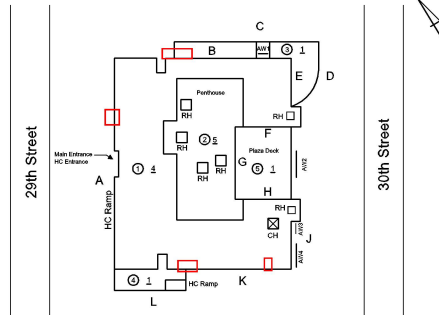 C
B
AW1
③ 1
E
D
Penthouse
RH
RH
F
RH
② 5
Plaza Deck
29th Street
Main Entrance
HC Entrance
A
① 4
G
⑤ 1
AW2
30th Street
RH
RH
H
HC Ramp
RH
CH
AW3
J
AW4
④ 1
HC Ramp
K
L